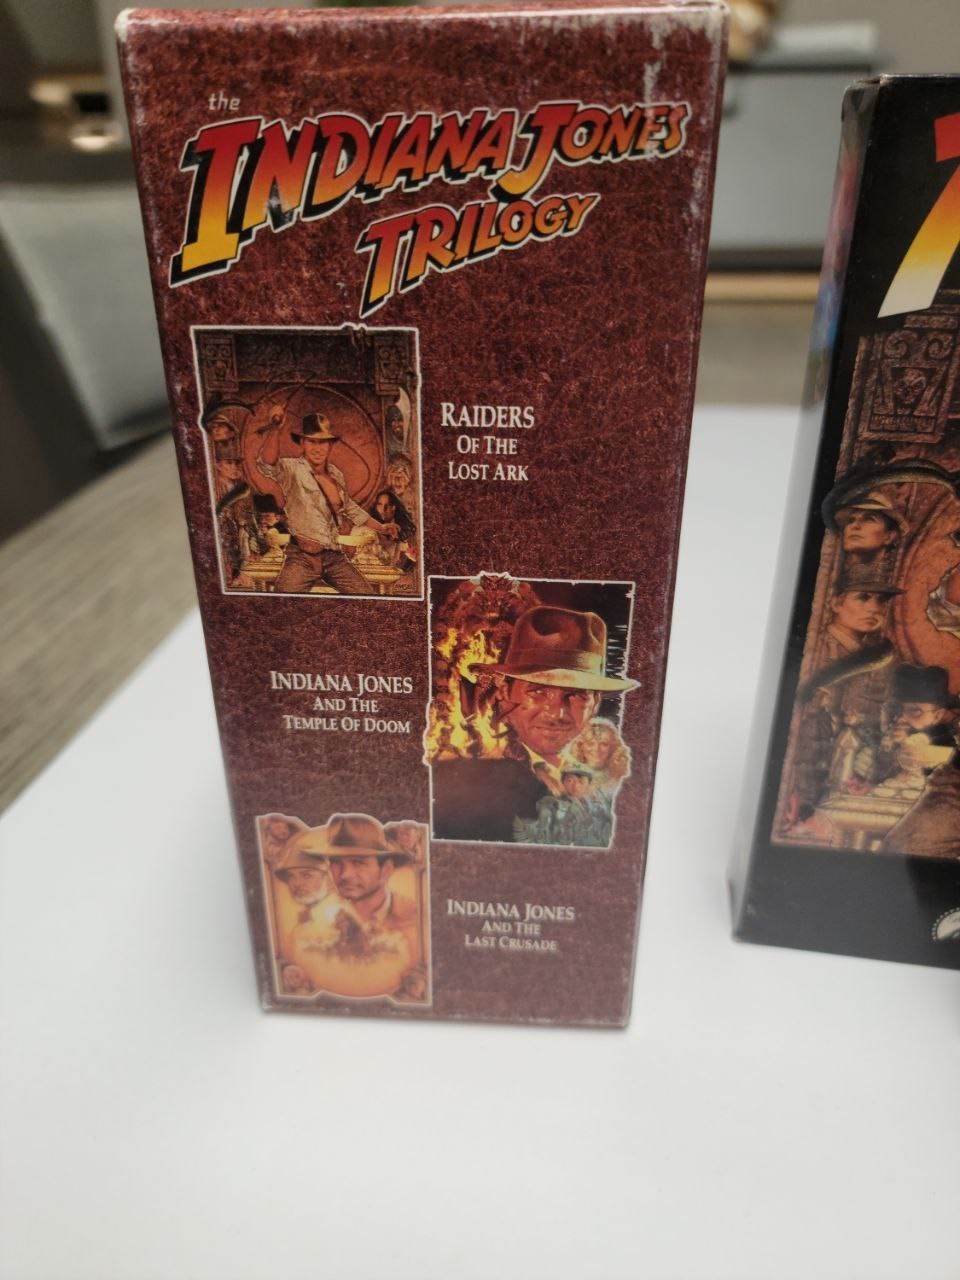 the
INDIANA JONES
TRILOGY
RAIDERS
OF THE
LOST ARK
INDIANA JONES
AND THE
TEMPLE OF DOOM
INDIANA JONES
AND THE
LAST CRUSADE